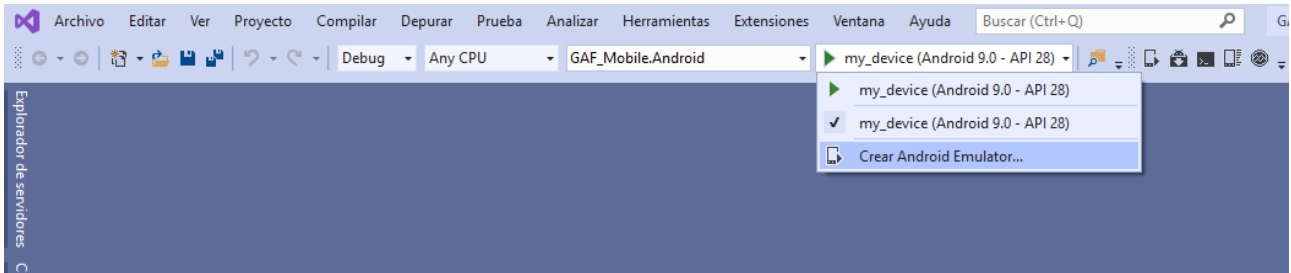 Archivo Editar Ver Proyecto Compilar Depurar Prueba Analizar Herramientas Extensiones Ventana Ayuda Buscar (Ctrl+Q)
Debug Any CPU GAF_Mobile.Android my_device (Android 9.0 - API 28)
my_device (Android 9.0 - API 28)
my_device (Android 9.0 - API 28)
Crear Android Emulator...
Explorador de servidores